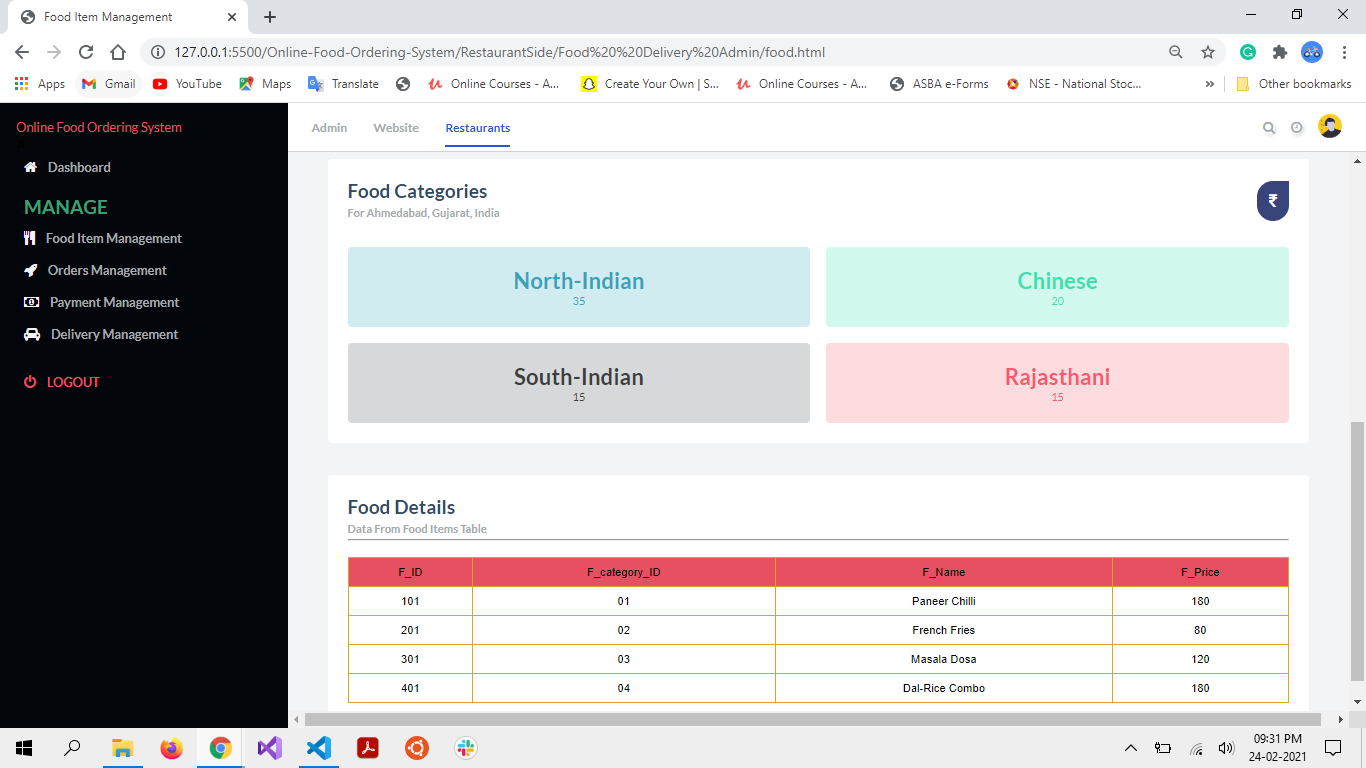 Food Item Management
127.0.0.1:5500/Online-Food-Ordering-System/RestaurantSide/Food%20%20Delivery%20Admin/food.html
Apps Gmail YouTube Maps Translate Online Courses - A... Create Your Own | S... Online Courses - A... ASBA e-Forms NSE - National Stoc... » Other bookmarks
Online Food Ordering System
Dashboard
MANAGE
Food Item Management
Orders Management
Payment Management
Delivery Management
LOGOUT
Admin Website Restaurants
Food Categories
For Ahmedabad, Gujarat, India
₹
North-Indian
35
Chinese
20
South-Indian
15
Rajasthani
15
Food Details
Data From Food Items Table
F_ID F_category_ID F_Name F_Price
101 01 Paneer Chilli 180
201 02 French Fries 80
301 03 Masala Dosa 120
401 04 Dal-Rice Combo 180
09:31 PM
24-02-2021